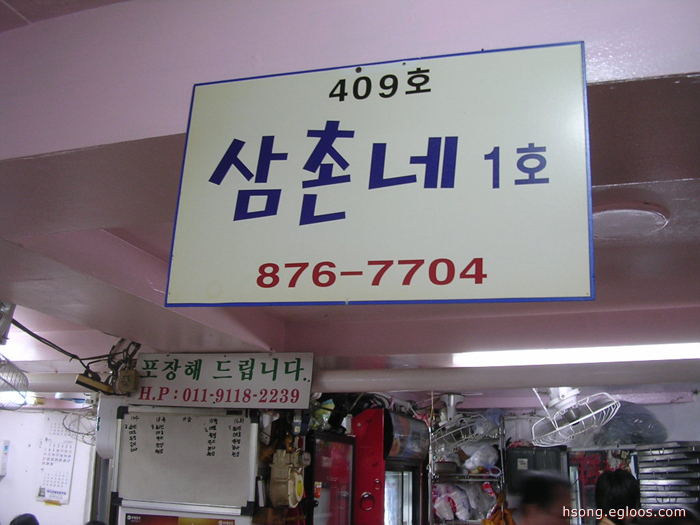 409호
삼촌네 1호
876-7704
포장해 드립니다.
H.P : 011-9118-2239
hsong.egloos.com